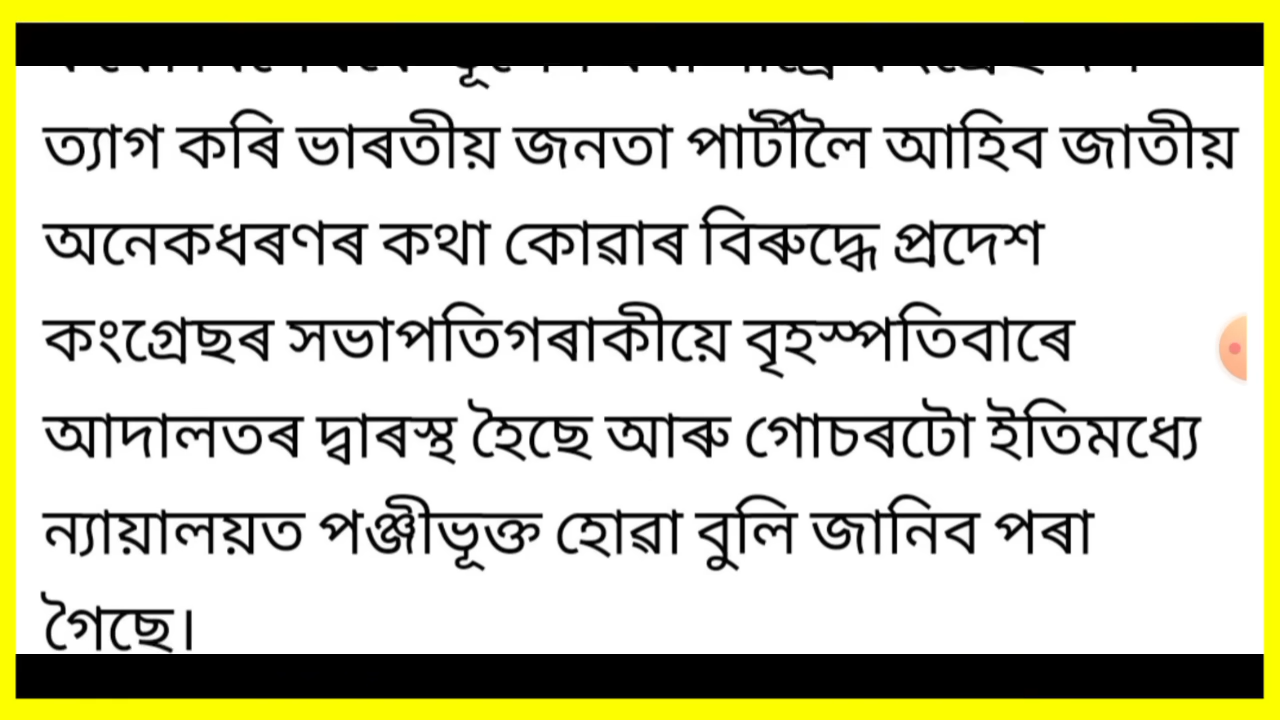 ত্যাগ কৰি ভাৰতীয় জনতা পাৰ্টীলৈ আহিব জাতীয়
অনেকধৰণৰ কথা কোৱাৰ বিৰুদ্ধে প্ৰদেশ
কংগ্ৰেছৰ সভাপতিগৰাকীয়ে বৃহস্পতিবাৰে
আদালতৰ দ্বাৰস্থ হৈছে আৰু গোচৰটো ইতিমধ্যে
ন্যায়ালয়ত পঞ্জীভূক্ত হোৱা বুলি জানিব পৰা
গৈছে।